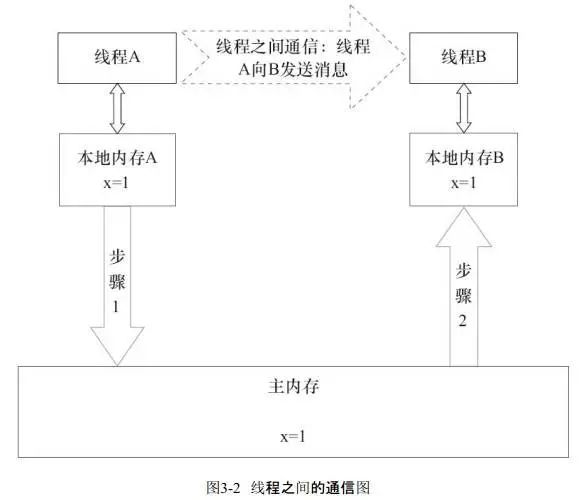 线程A
线程之间通信：线程
A向B发送消息
线程B
本地内存A
x=1
本地内存B
x=1
步
骤
1
步
骤
2
主内存
x=1
图3-2 线程之间的通信图